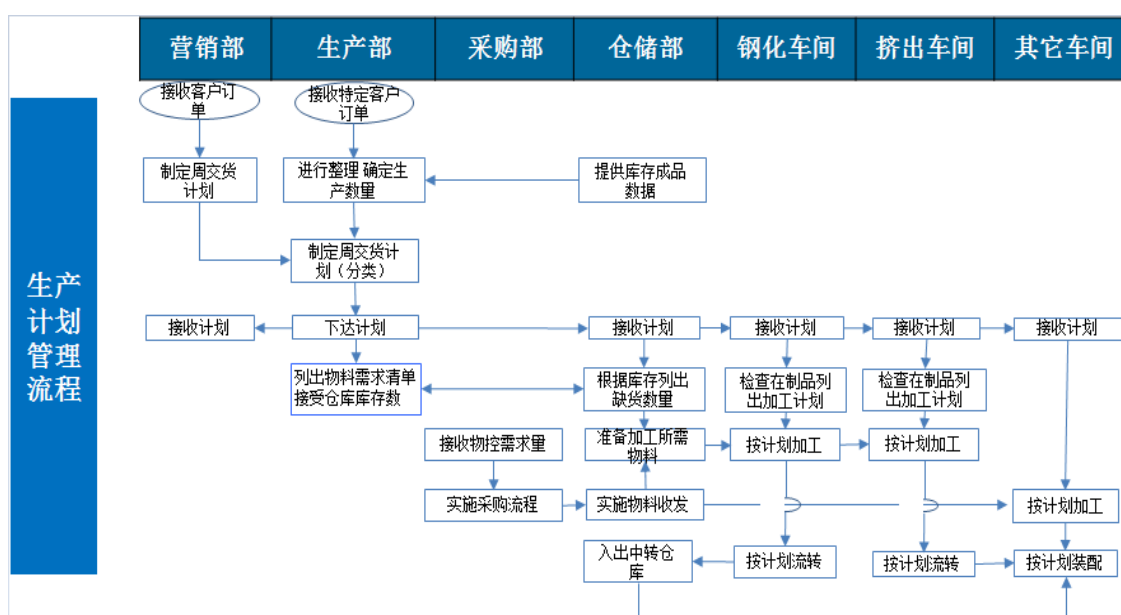 营销部 生产部 采购部 仓储部 钢化车间 挤出车间 其它车间
生产
计划
管理
流程
接收客户订
单
接收特定客户
订单
制定周交货
计划
进行整理 确定生
产数量
提供库存成品
数据
制定周交货计
划（分类）
接收计划
下达计划
接收计划
接收计划
接收计划
接收计划
列出物料需求清单
接受仓库库存数
根据库存列出
缺货数量
检查在制品列
出加工计划
检查在制品列
出加工计划
接收物控需求量
准备加工所需
物料
按计划加工
按计划加工
实施采购流程
实施物料收发
按计划加工
入出中转仓
库
按计划流转
按计划流转
按计划装配